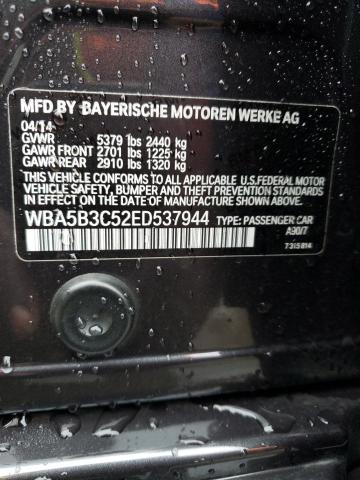 MFD BY BAYERISCHE MOTOREN WERKE AG
04/14
GVWR 5379 lbs 2440 kg
GAWR FRONT 2701 lbs 1225 kg
GAWR REAR 2910 lbs 1320 kg
THIS VEHICLE CONFORMS TO ALL APPLICABLE U.S.FEDERAL MOTOR
VEHICLE SAFETY, BUMPER, AND THEFT PREVENTION STANDARDS
IN EFFECT ON THE DATE OF MANUFACTURE SHOWN ABOVE.
WBA5B3C52ED537944 TYPE: PASSENGER CAR
A90/7
7315814